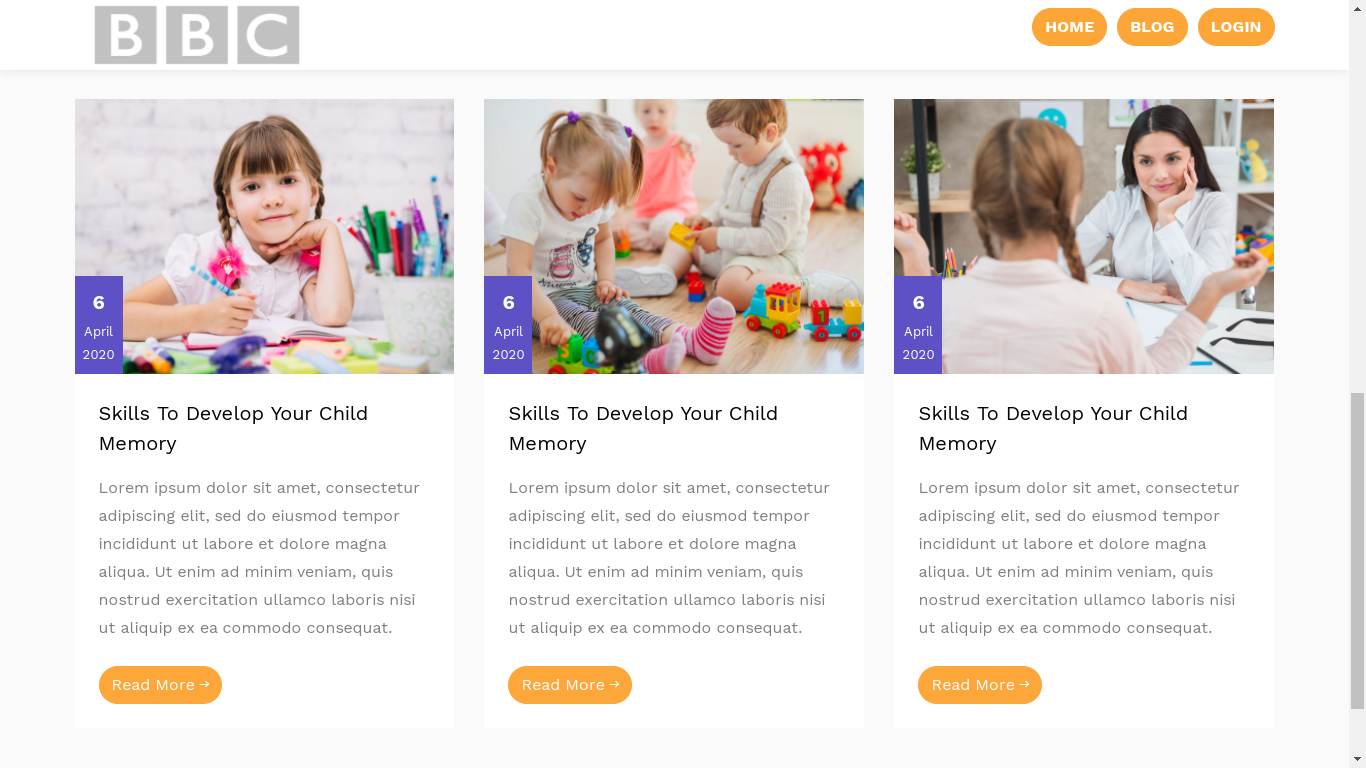 BBC
HOME BLOG LOGIN
6
April
2020
Skills To Develop Your Child
Memory
Lorem ipsum dolor sit amet, consectetur
adipiscing elit, sed do eiusmod tempor
incididunt ut labore et dolore magna
aliqua. Ut enim ad minim veniam, quis
nostrud exercitation ullamco laboris nisi
ut aliquip ex ea commodo consequat.
Read More →
6
April
2020
Skills To Develop Your Child
Memory
Lorem ipsum dolor sit amet, consectetur
adipiscing elit, sed do eiusmod tempor
incididunt ut labore et dolore magna
aliqua. Ut enim ad minim veniam, quis
nostrud exercitation ullamco laboris nisi
ut aliquip ex ea commodo consequat.
Read More →
6
April
2020
Skills To Develop Your Child
Memory
Lorem ipsum dolor sit amet, consectetur
adipiscing elit, sed do eiusmod tempor
incididunt ut labore et dolore magna
aliqua. Ut enim ad minim veniam, quis
nostrud exercitation ullamco laboris nisi
ut aliquip ex ea commodo consequat.
Read More →